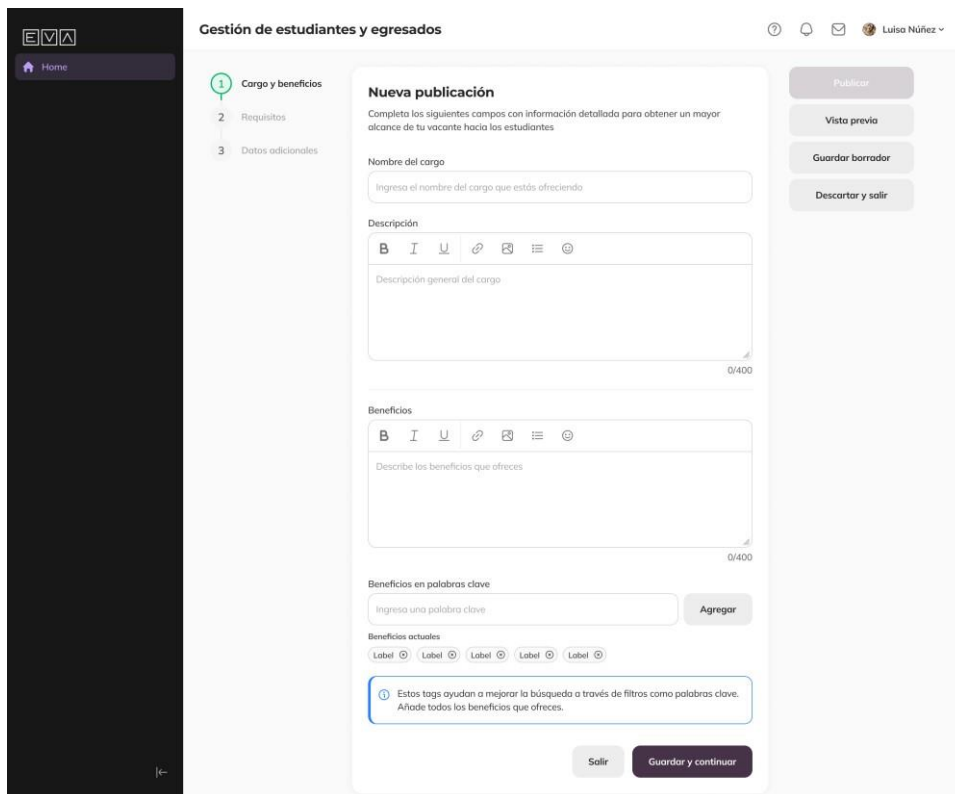 EVA
Home
Gestión de estudiantes y egresados
Luisa Núñez
1 Cargo y beneficios
2 Requisitos
3 Datos adicionales
Nueva publicación
Completa los siguientes campos con información detallada para obtener un mayor
alcance de tu vacante hacia los estudiantes
Nombre del cargo
Ingresa el nombre del cargo que estás ofreciendo
Descripción
B I U
Descripción general del cargo
0/400
Beneficios
B I U
Describe los beneficios que ofreces
0/400
Beneficios en palabras clave
Ingresa una palabra clave
Agregar
Beneficios actuales
Label Label Label Label Label
Estos tags ayudan a mejorar la búsqueda a través de filtros como palabras clave.
Añade todos los beneficios que ofreces.
Salir
Guardar y continuar
Publicar
Vista previa
Guardar borrador
Descartar y salir